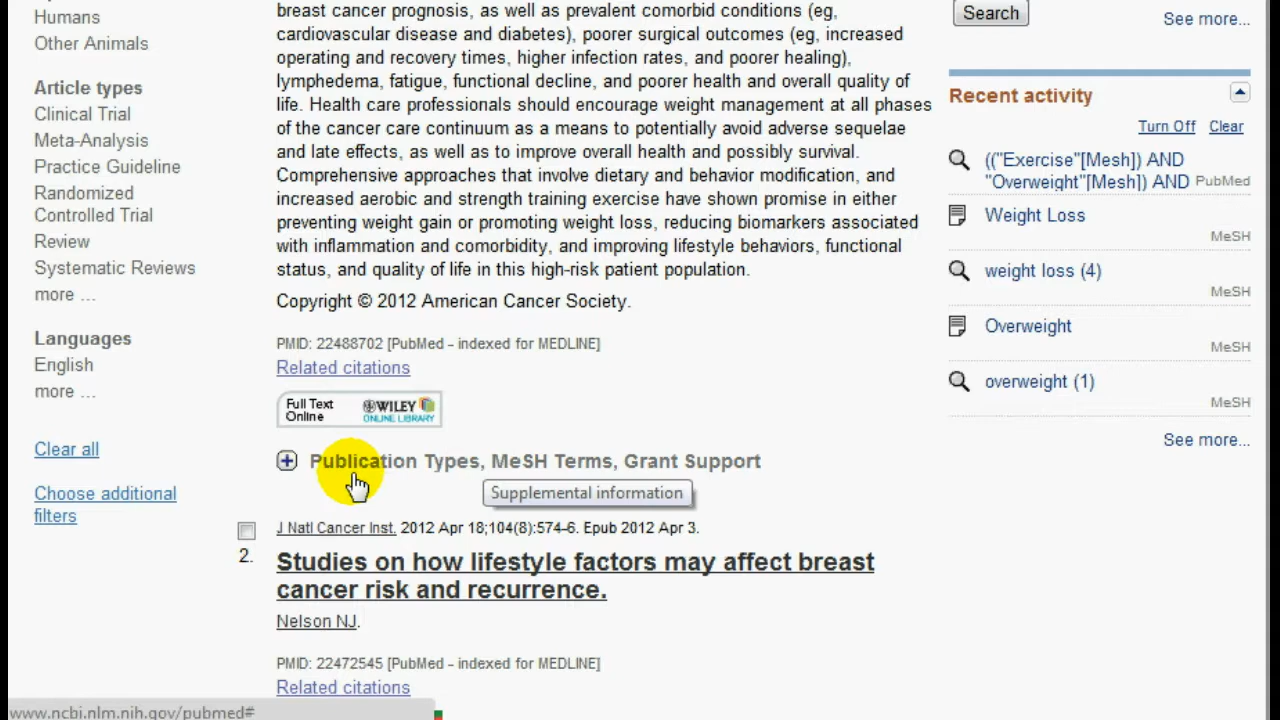 Humans
Other Animals
Article types
Clinical Trial
Meta-Analysis
Practice Guideline
Randomized
Controlled Trial
Review
Systematic Reviews
more ...
Languages
English
more ...
Clear all
Choose additional
filters
breast cancer prognosis, as well as prevalent comorbid conditions (eg,
cardiovascular disease and diabetes), poorer surgical outcomes (eg, increased
operating and recovery times, higher infection rates, and poorer healing),
lymphedema, fatigue, functional decline, and poorer health and overall quality of
life. Health care professionals should encourage weight management at all phases
of the cancer care continuum as a means to potentially avoid adverse sequelae
and late effects, as well as to improve overall health and possibly survival.
Comprehensive approaches that involve dietary and behavior modification, and
increased aerobic and strength training exercise have shown promise in either
preventing weight gain or promoting weight loss, reducing biomarkers associated
with inflammation and comorbidity, and improving lifestyle behaviors, functional
status, and quality of life in this high-risk patient population.
Copyright © 2012 American Cancer Society.
PMID: 22488702 [PubMed - indexed for MEDLINE]
Related citations
Full Text
Online
WILEY
ONLINE LIBRARY
Publication Types, MeSH Terms, Grant Support
Supplemental information
J Natl Cancer Inst. 2012 Apr 18;104(8):574-6. Epub 2012 Apr 3.
2.
Studies on how lifestyle factors may affect breast
cancer risk and recurrence.
Nelson NJ.
PMID: 22472545 [PubMed - indexed for MEDLINE]
Related citations
Search
See more...
Recent activity
Turn Off Clear
(("Exercise"[Mesh]) AND
"Overweight"[Mesh]) AND PubMed
Weight Loss
MeSH
weight loss (4)
MeSH
Overweight
MeSH
overweight (1)
MeSH
See more...
www.ncbi.nlm.nih.gov/pubmed#